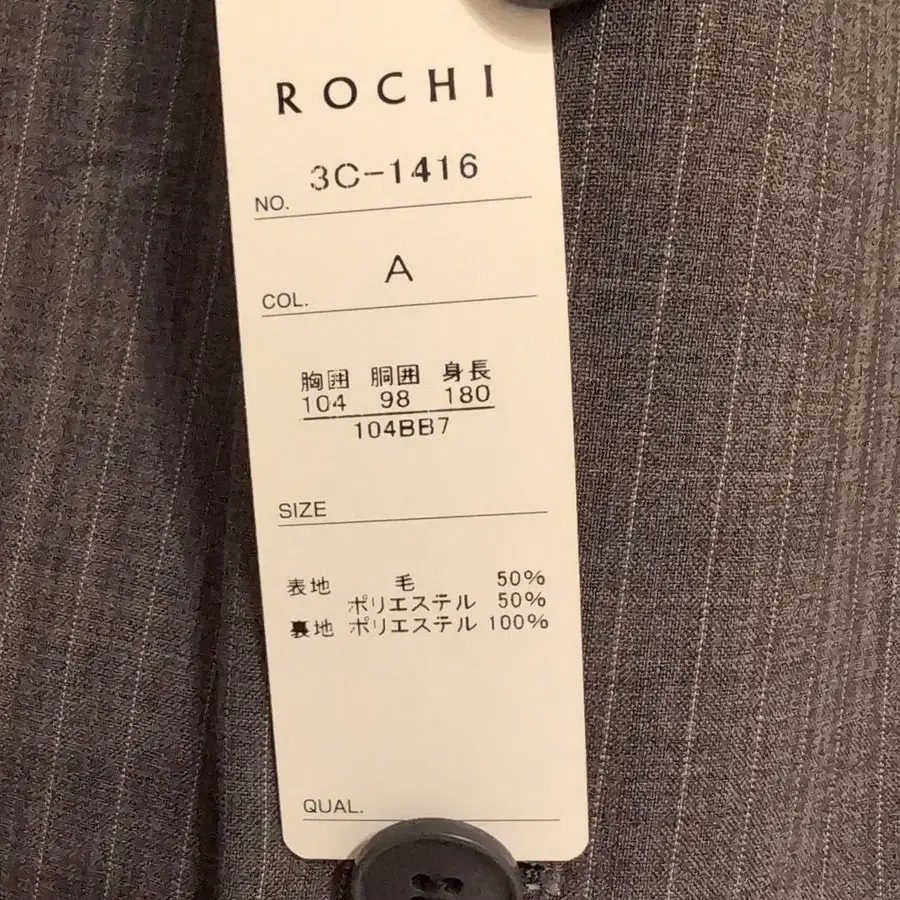 ROCHI
NO. 3C-1416
COL. A
胸囲 胴囲 身長
104 98 180
104BB7
SIZE
表地 毛 50%
ポリエステル 50%
裏地 ポリエステル 100%
QUAL.